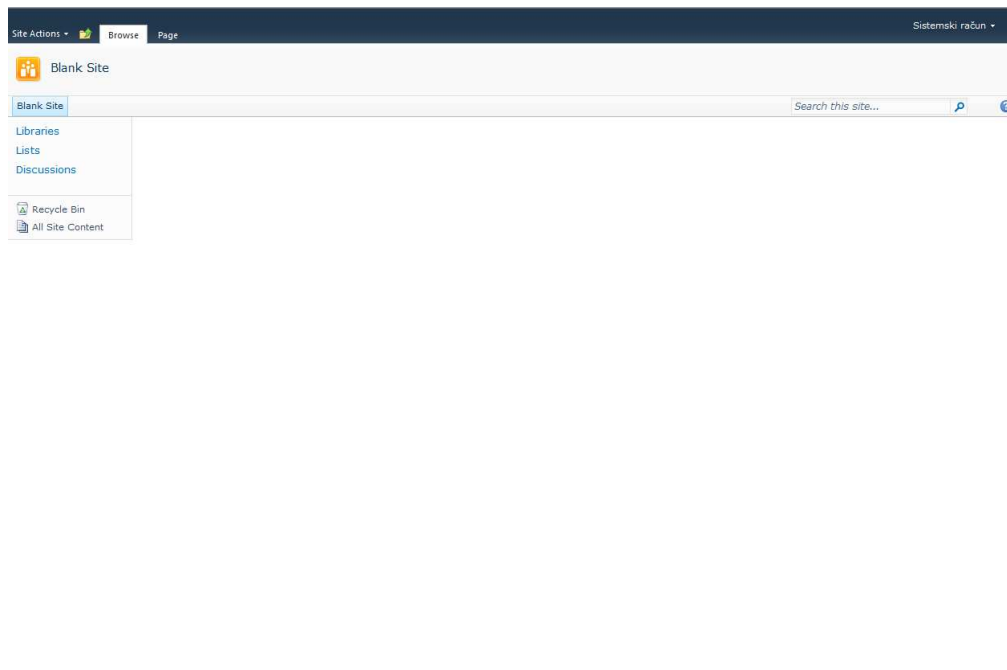 Sistemski račun
Site Actions Browse Page
Blank Site
Blank Site Search this site...
Libraries
Lists
Discussions
Recycle Bin
All Site Content